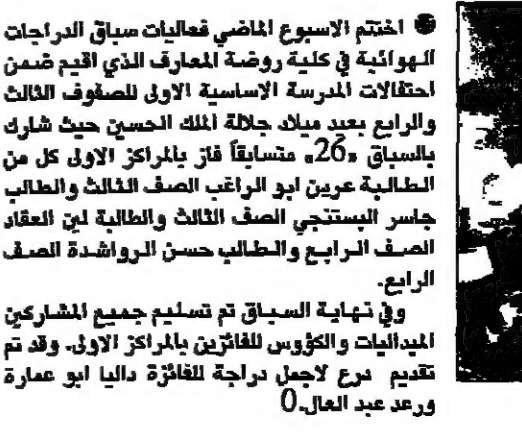 ● اختتم الاسبوع الماضي فعاليات سباق الدراجات
الهوائية في كلية روضة المعارف الذي اقيم ضمن
احتفالات المدرسة الاساسية الاولى للصفوف الثالث
والرابع بعيد ميلاد جلالة الملك الحسين حيث شارك
بالسباق «26» متسابقاً فاز بالمراكز الاولى كل من
الطالبة عرين ابو الراغب الصف الثالث والطالب
جاسر البستنجي الصف الثالث والطالبة لين العقاد
الصف الرابع والطالب حسن الرواشدة الصف
الرابع.
وفي نهاية السباق تم تسليم جميع المشاركين
الميداليات والكؤوس للفائزين بالمراكز الاولى. وقد تم
تقديم درع لاجمل دراجة للفائزة داليا ابو عمارة
ورعد عبد العال.0